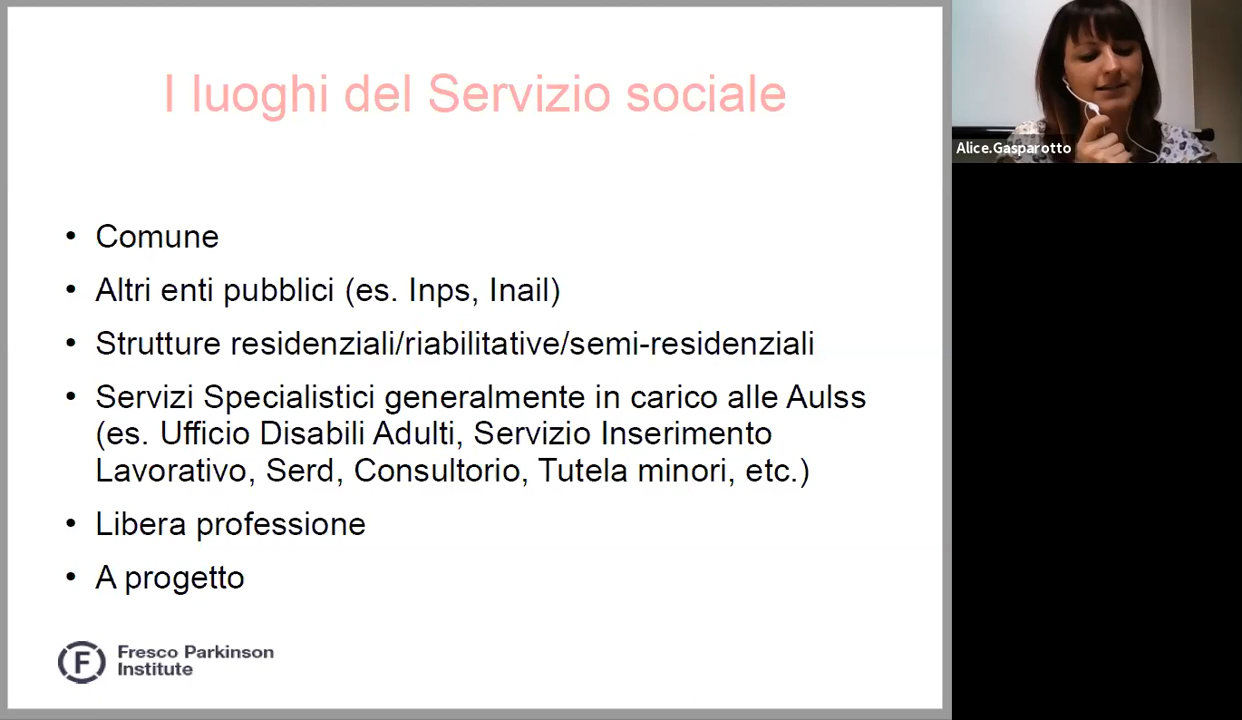 I luoghi del Servizio sociale
Alice.Gasparotto
• Comune
• Altri enti pubblici (es. Inps, Inail)
• Strutture residenziali/riabilitative/semi-residenziali
• Servizi Specialistici generalmente in carico alle Aulss
(es. Ufficio Disabili Adulti, Servizio Inserimento
Lavorativo, Serd, Consultorio, Tutela minori, etc.)
• Libera professione
• A progetto
F
Fresco Parkinson
Institute